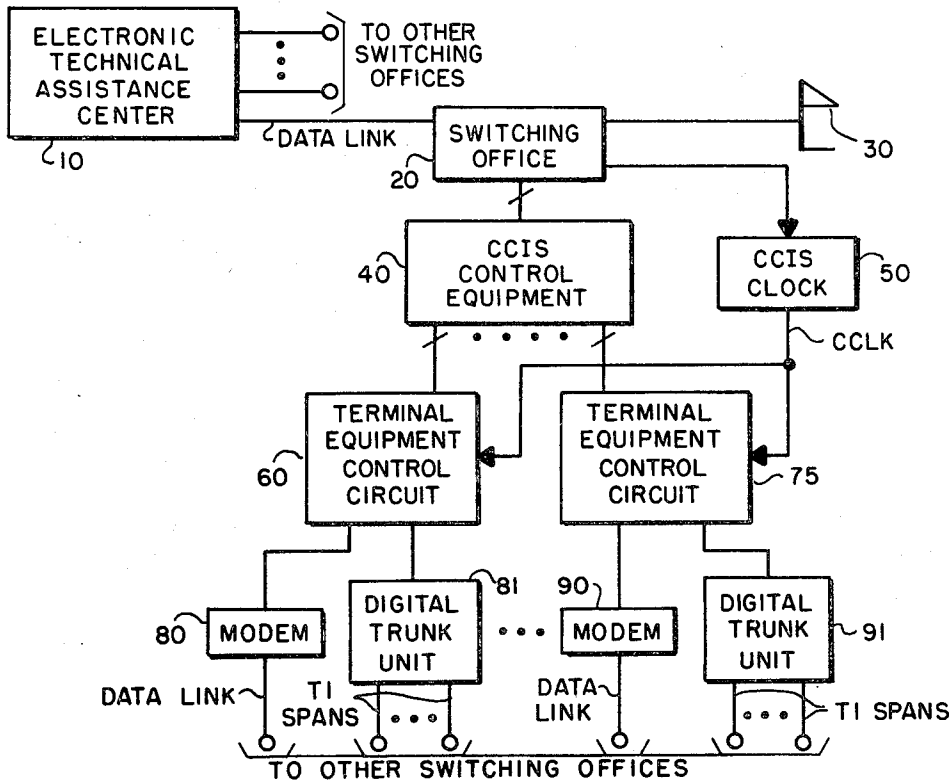 ELECTRONIC
TECHNICAL
ASSISTANCE
CENTER
10
TO OTHER
SWITCHING
OFFICES
DATA LINK
SWITCHING
OFFICE
20
30
CCIS
CONTROL
EQUIPMENT
40
CCIS
CLOCK
50
CCLK
TERMINAL
EQUIPMENT
CONTROL
CIRCUIT
60
TERMINAL
EQUIPMENT
CONTROL
CIRCUIT
75
MODEM
80
DIGITAL
TRUNK
UNIT
81
MODEM
90
DIGITAL
TRUNK
UNIT
91
DATA LINK
T1
SPANS
DATA
LINK
T1 SPANS
TO OTHER SWITCHING OFFICES